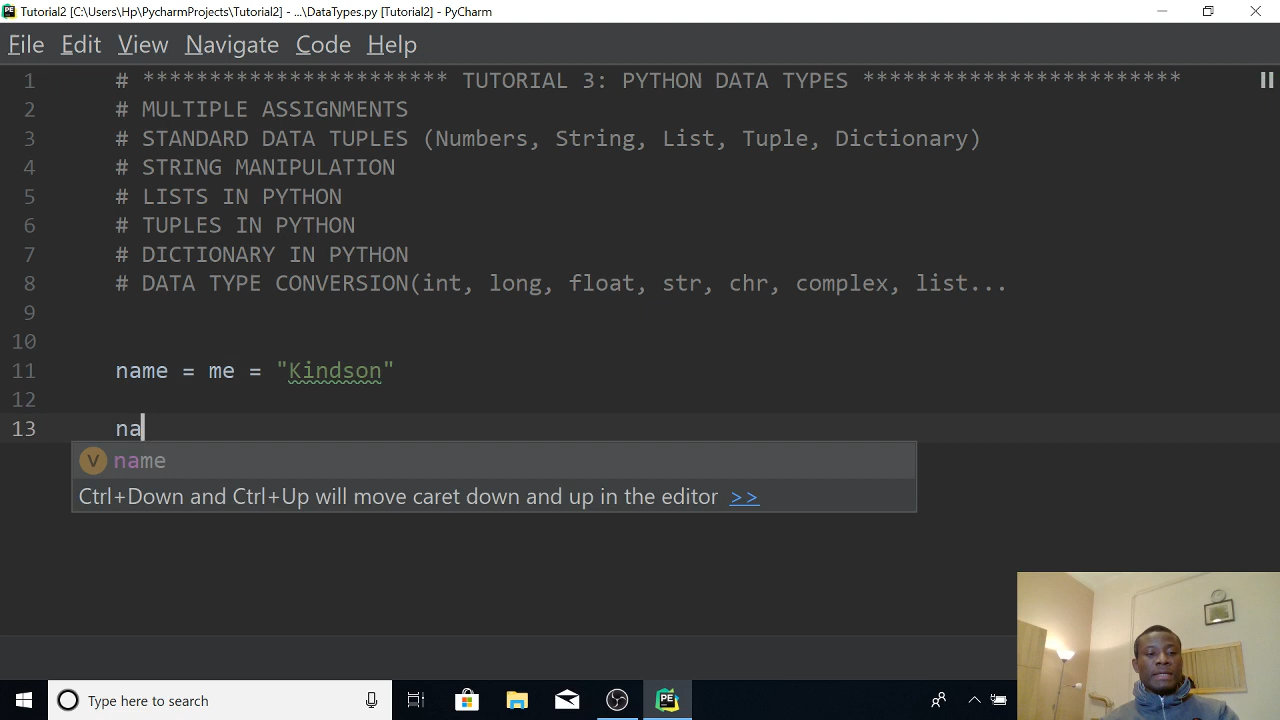 Tutorial2 [C:\Users\Hp\PycharmProjects\Tutorial2] - ...\DataTypes.py [Tutorial2] - PyCharm
File Edit View Navigate Code Help
1 # *********************** TUTORIAL 3: PYTHON DATA TYPES ************************
2 # MULTIPLE ASSIGNMENTS
3 # STANDARD DATA TUPLES (Numbers, String, List, Tuple, Dictionary)
4 # STRING MANIPULATION
5 # LISTS IN PYTHON
6 # TUPLES IN PYTHON
7 # DICTIONARY IN PYTHON
8 # DATA TYPE CONVERSION(int, long, float, str, chr, complex, list...
9
10
11 name = me = "Kindson"
12
13 na
V name
Ctrl+Down and Ctrl+Up will move caret down and up in the editor >>
Type here to search